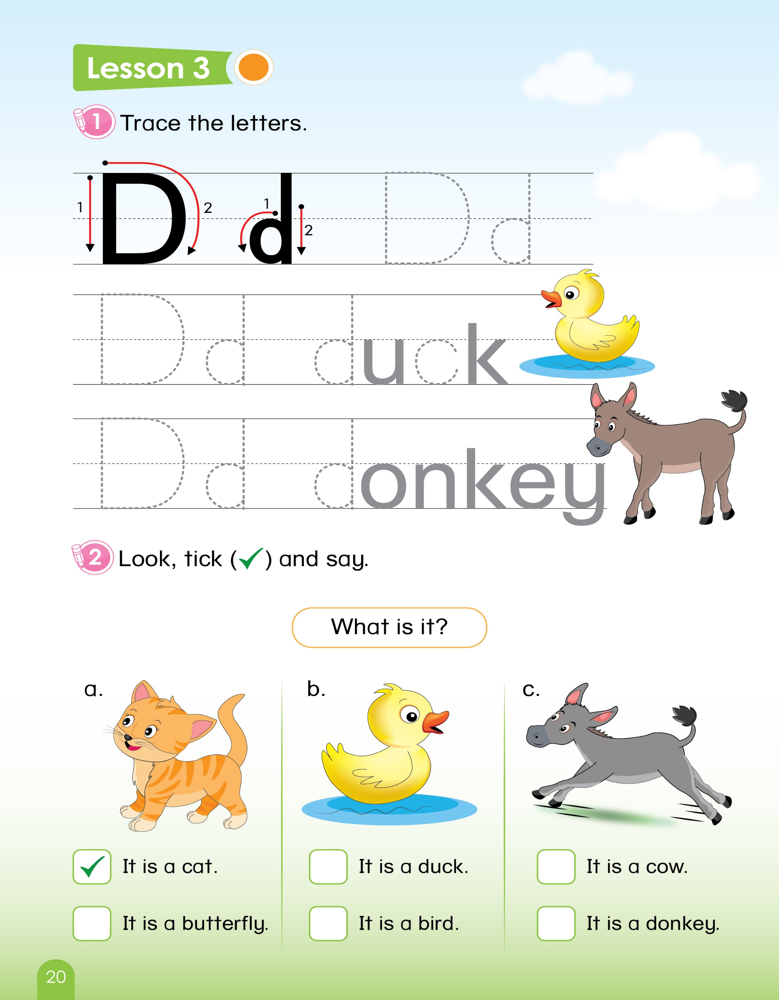 Lesson 3
1 Trace the letters.
1 D 2 1 d 2 D d
D d duck
D d donkey
2 Look, tick (✓) and say.
What is it?
a. b. c.
✓ It is a cat. It is a duck. It is a cow.
It is a butterfly. It is a bird. It is a donkey.
20